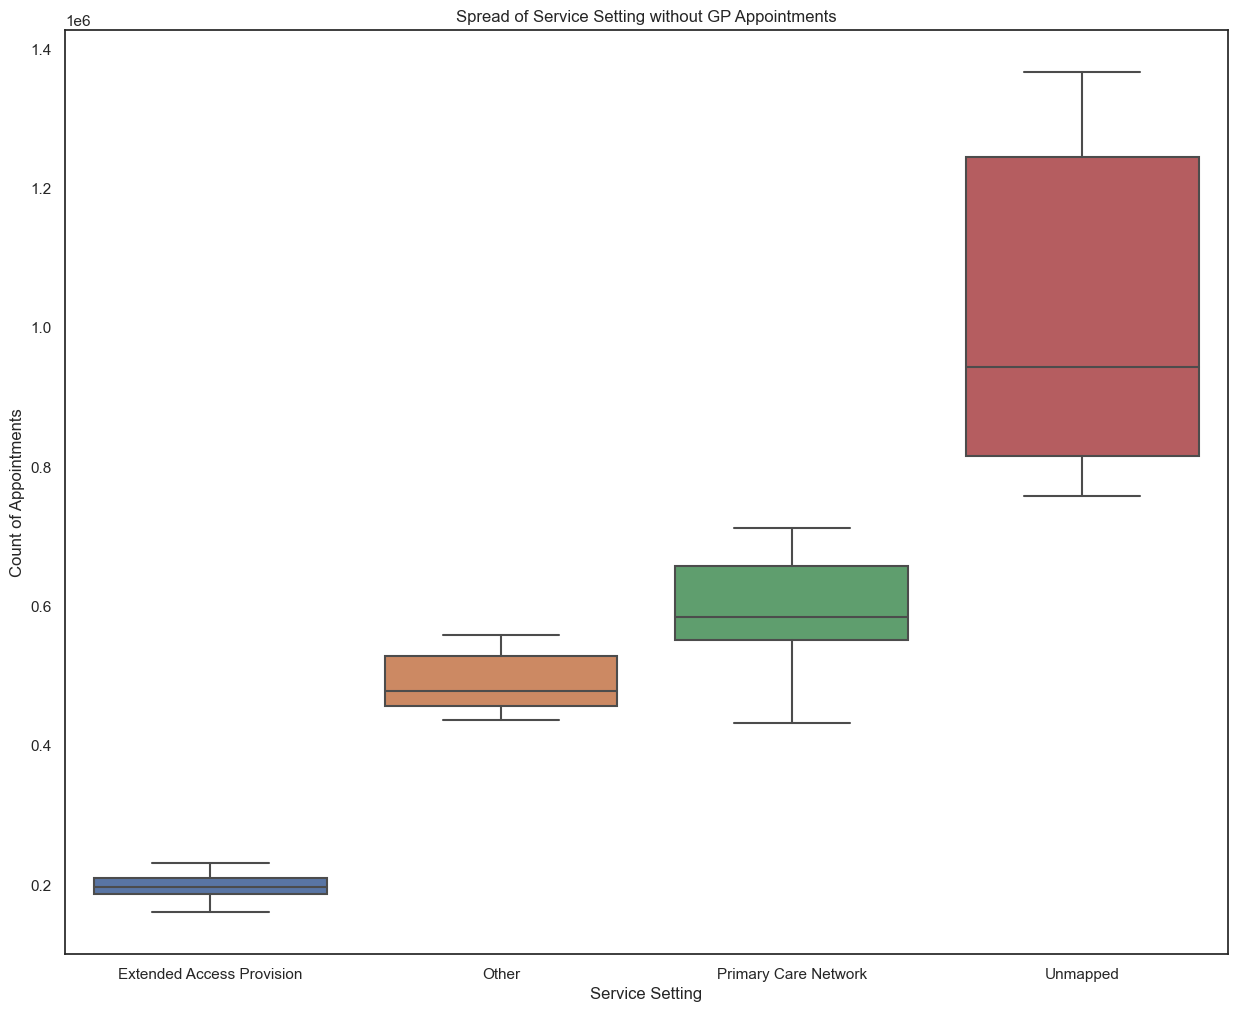 Spread of Service Setting without GP Appointments
1e6
1.4
1.2
1.0
0.8
0.6
0.4
0.2
Count of Appointments
Extended Access Provision
Other
Primary Care Network
Unmapped
Service Setting